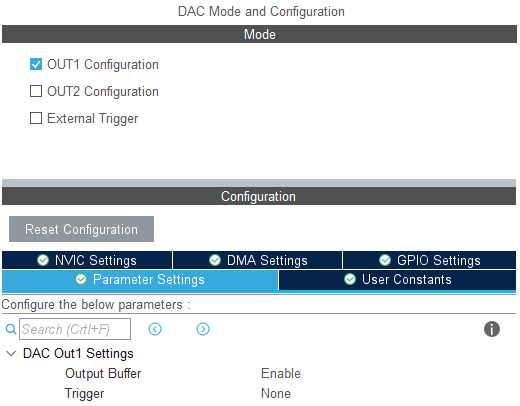 DAC Mode and Configuration
Mode
OUT1 Configuration
OUT2 Configuration
External Trigger
Configuration
Reset Configuration
NVIC Settings DMA Settings GPIO Settings
Parameter Settings User Constants
Configure the below parameters :
Search (Crtl+F)
DAC Out1 Settings
Output Buffer Enable
Trigger None